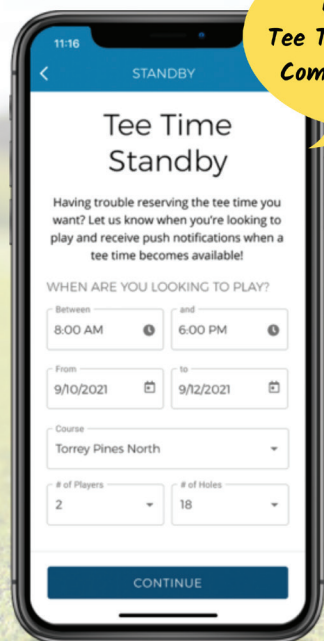 11:16
Tee T
Com
STANDBY
Tee Time
Standby
Having trouble reserving the tee time you
want? Let us know when you're looking to
play and receive push notifications when a
tee time becomes available!
WHEN ARE YOU LOOKING TO PLAY?
Between
8:00 AM
and
6:00 PM
From
9/10/2021
to
9/12/2021
Course
Torrey Pines North
# of Players
2
# of Holes
18
CONTINUE